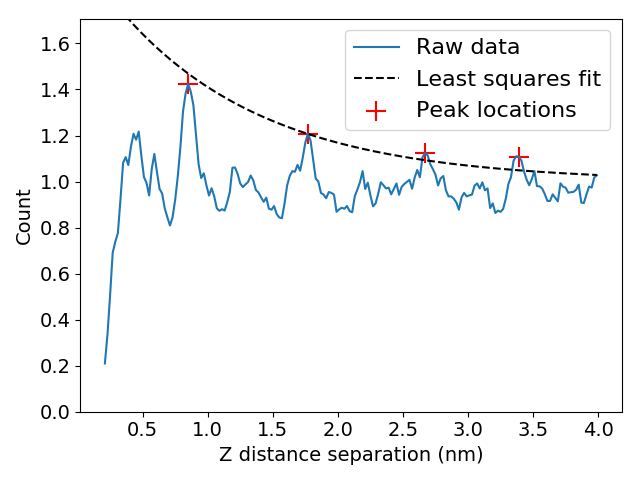 Raw data
Least squares fit
Peak locations
Count
1.6
1.4
1.2
1.0
0.8
0.6
0.4
0.2
0.0
0.5 1.0 1.5 2.0 2.5 3.0 3.5 4.0
Z distance separation (nm)